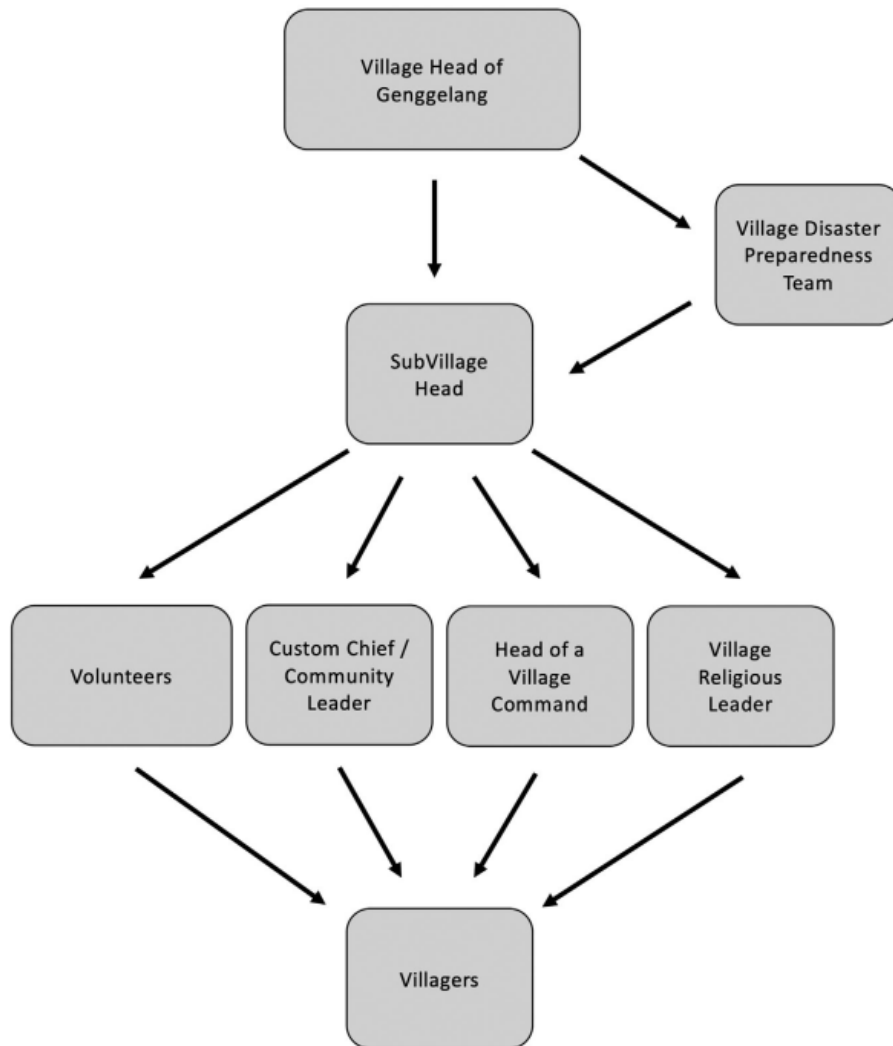 Village Head of
Genggelang
Village Disaster
Preparedness
Team
SubVillage
Head
Volunteers
Custom Chief /
Community
Leader
Head of a
Village
Command
Village
Religious
Leader
Villagers